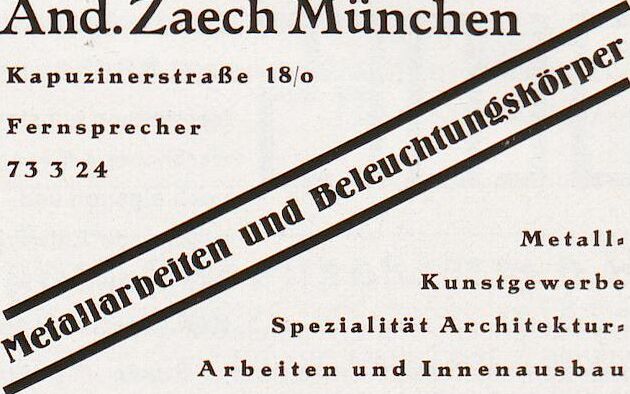 And. Zaech München
Kapuzinerstraße 18/0
Fernsprecher
73 3 24
Metallarbeiten und Beleuchtungskörper
Metall-
Kunstgewerbe
Spezialität Architektur-
Arbeiten und Innenausbau